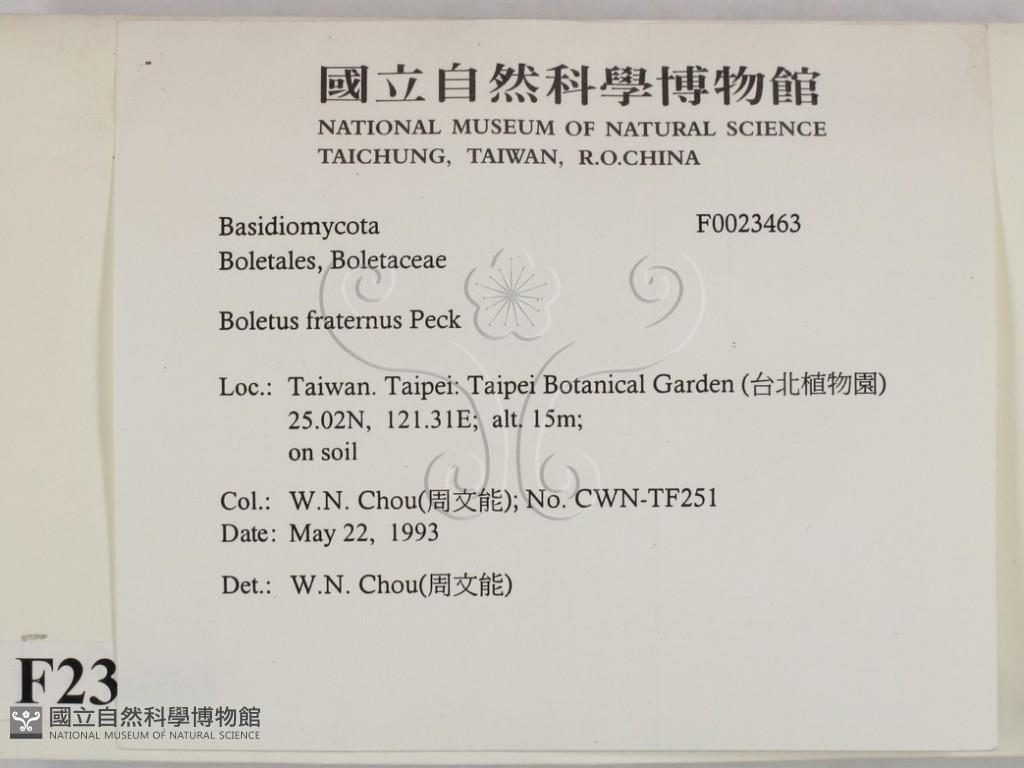 國立自然科學博物館
NATIONAL MUSEUM OF NATURAL SCIENCE
TAICHUNG, TAIWAN, R.O.CHINA
Basidiomycota F0023463
Boletales, Boletaceae
Boletus fraternus Peck
Loc.: Taiwan. Taipei: Taipei Botanical Garden (台北植物園)
25.02N, 121.31E; alt. 15m;
on soil
Col.: W.N. Chou(周文能); No. CWN-TF251
Date: May 22, 1993
Det.: W.N. Chou(周文能)
F23
國立自然科學博物館
NATIONAL MUSEUM OF NATURAL SCIENCE